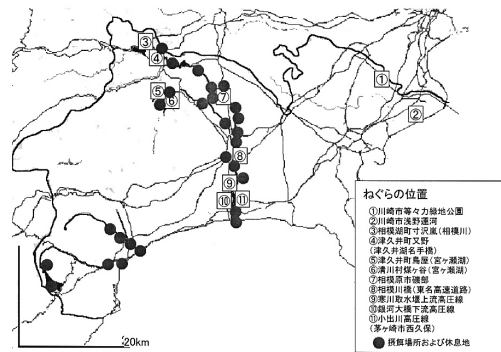 ③
④
⑤
⑥
⑦
①
②
⑧
⑨
⑩ ⑪
20km
ねぐらの位置
①川崎市等々力緑地公園
②川崎市浅野運河
③相模湖町寸沢嵐(相模川)
④津久井町又野
(津久井湖名手橋)
⑤津久井町鳥屋(宮ヶ瀬湖)
⑥清川村煤ヶ谷(宮ヶ瀬湖)
⑦相模原市磯部
⑧相模川橋(東名高速道路)
⑨寒川取水堰上流高圧線
⑩銀河大橋下流高圧線
⑪小出川高圧線
(茅ヶ崎市西久保)
●摂餌場所および休息地